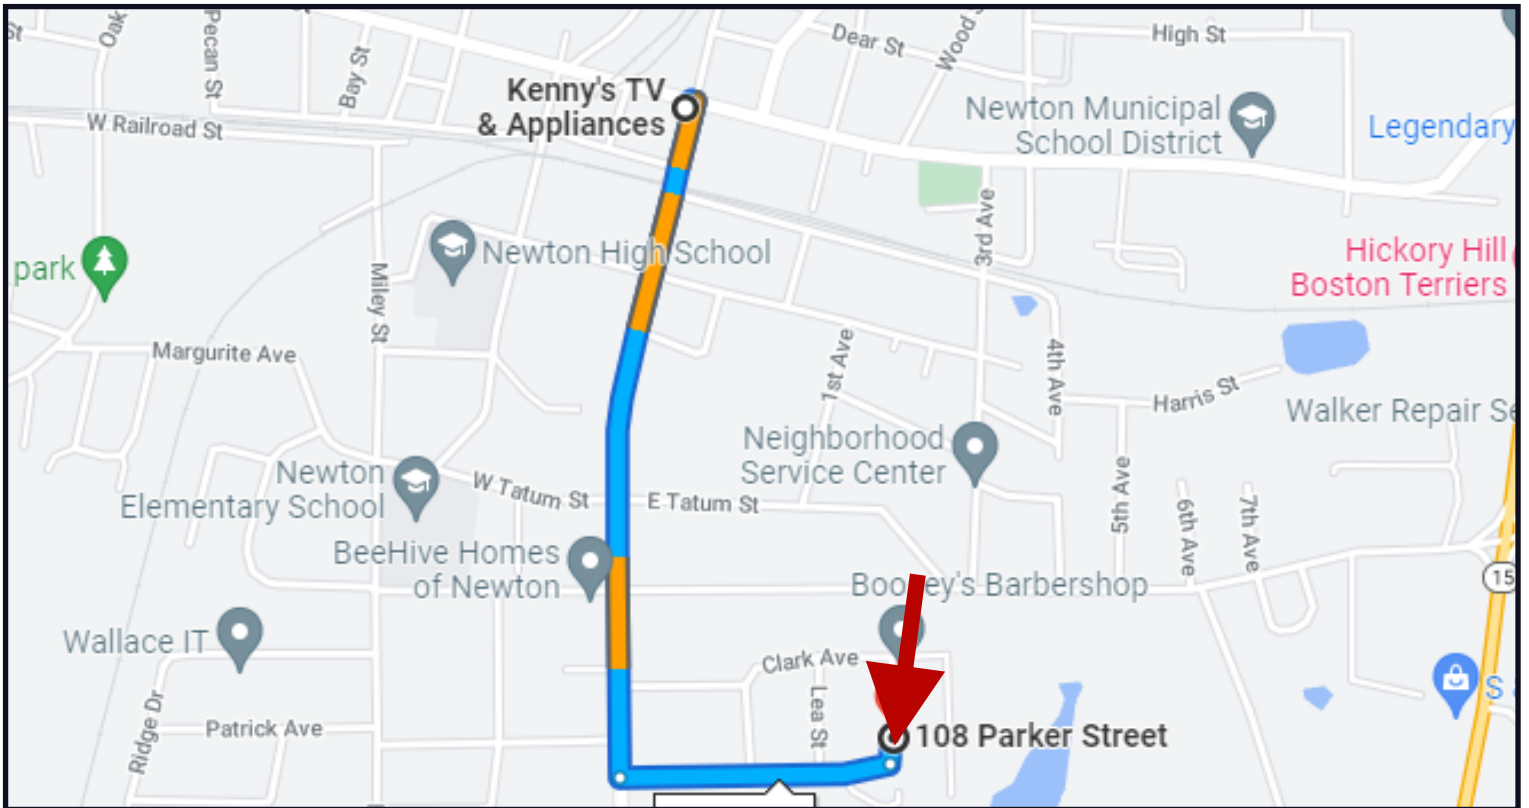 St
Oak
Pecan St
Bay St
Dear St
Wood
High St
Kenny's TV
& Appliances
Newton Municipal
School District
Legendary
W Railroad St
3rd Ave
park
Newton High School
Hickory Hill
Boston Terriers
Miley St
Margurite Ave
1st Ave
4th Ave
Harris St
Walker Repair Se
Neighborhood
Service Center
Newton
Elementary School
W Tatum St
E Tatum St
5th Ave
6th Ave
7th Ave
BeeHive Homes
of Newton
Barbershop
15
Wallace IT
Clark Ave
Lea St
S
Ridge Dr
Patrick Ave
108 Parker Street